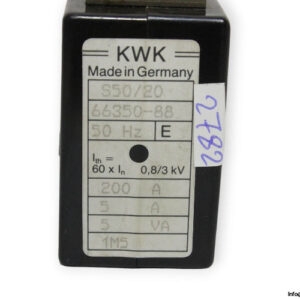 KWK
Made in Germany
S50/20
66350-88
50 Hz E
Ith =
60 x In 0,8/3 kV
200 A
5 A
5 VA
1M5
2782